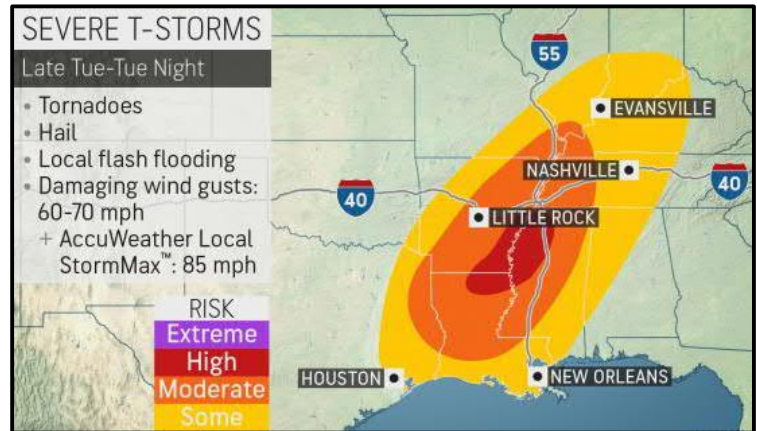 SEVERE T-STORMS
Late Tue-Tue Night
• Tornadoes
• Hail
• Local flash flooding
• Damaging wind gusts:
60-70 mph
+ AccuWeather Local
StormMax™: 85 mph
RISK
Extreme
High
Moderate
Some
55
EVANSVILLE
NASHVILLE
40
40
LITTLE ROCK
HOUSTON
NEW ORLEANS